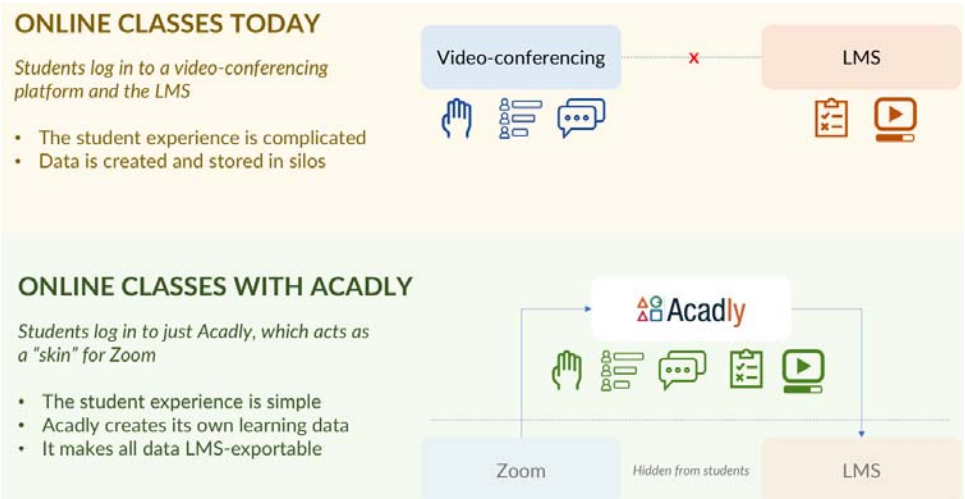 ONLINE CLASSES TODAY
Students log in to a video-conferencing
platform and the LMS
• The student experience is complicated
• Data is created and stored in silos
Video-conferencing
x
LMS
ONLINE CLASSES WITH ACADLY
Students log in to just Acadly, which acts as
a “skin” for Zoom
• The student experience is simple
• Acadly creates its own learning data
• It makes all data LMS-exportable
Acadly
Zoom
Hidden from students
LMS